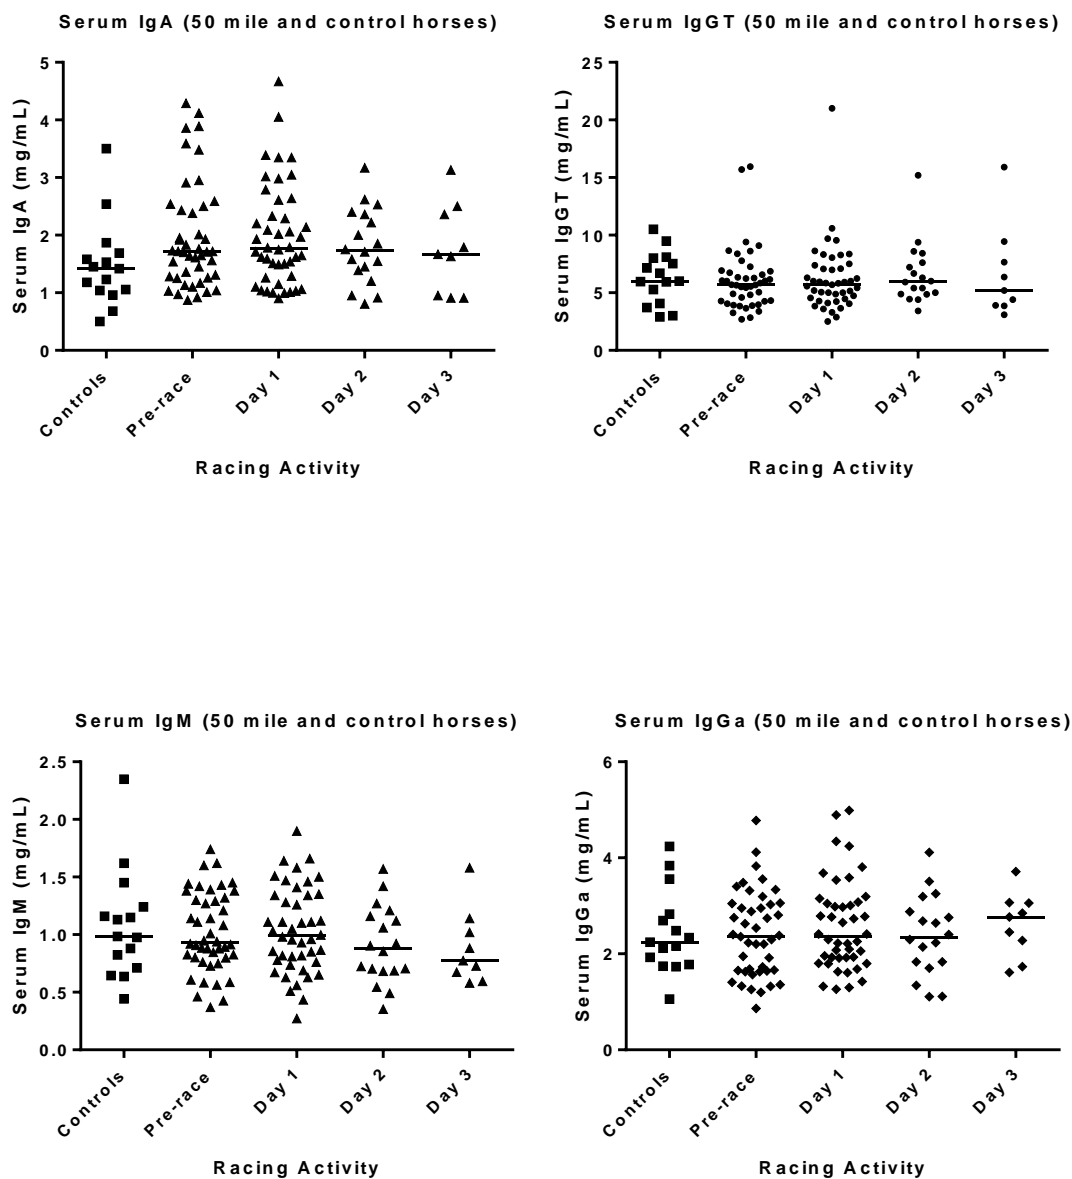 Serum IgA (50 mile and control horses)
Serum IgA (mg/mL)
5
4
3
2
1
0
Controls
Pre-race
Day 1
Day 2
Day 3
Racing Activity
Serum IgGT (50 mile and control horses)
Serum IgGT (mg/mL)
25
20
15
10
5
0
Controls
Pre-race
Day 1
Day 2
Day 3
Racing Activity
Serum IgM (50 mile and control horses)
Serum IgM (mg/mL)
2.5
2.0
1.5
1.0
0.5
0.0
Controls
Pre-race
Day 1
Day 2
Day 3
Racing Activity
Serum IgGa (50 mile and control horses)
Serum IgGa (mg/mL)
6
4
2
0
Controls
Pre-race
Day 1
Day 2
Day 3
Racing Activity